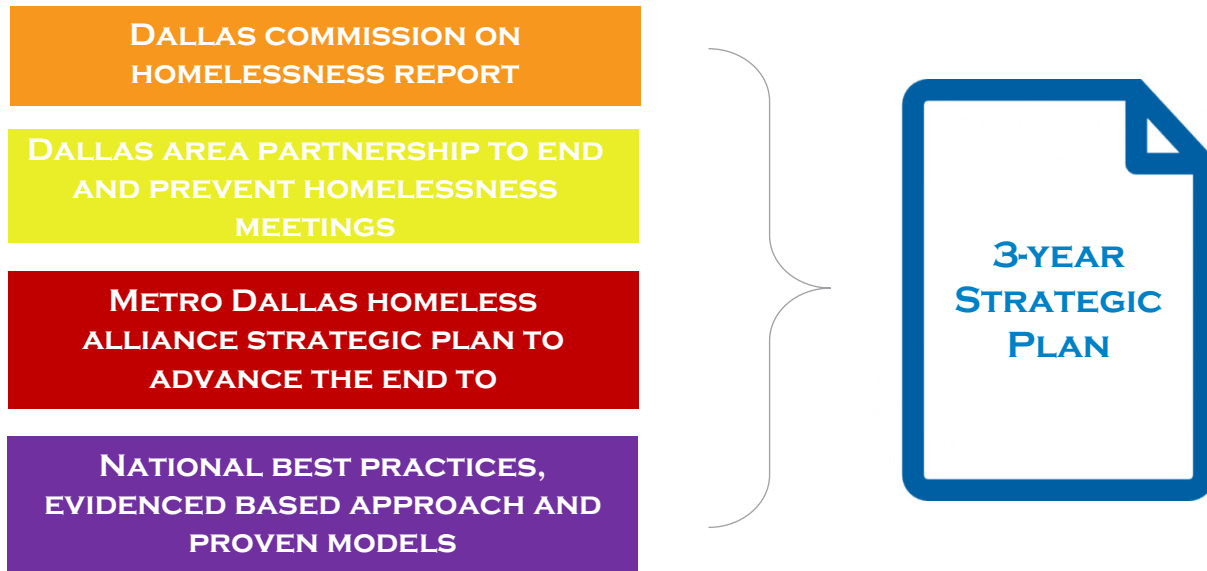 Dallas commission on
homelessness report
Dallas area partnership to end
and prevent homelessness
meetings
Metro Dallas homeless
alliance strategic plan to
advance the end to
National best practices,
evidenced based approach and
proven models
3-year
Strategic
Plan